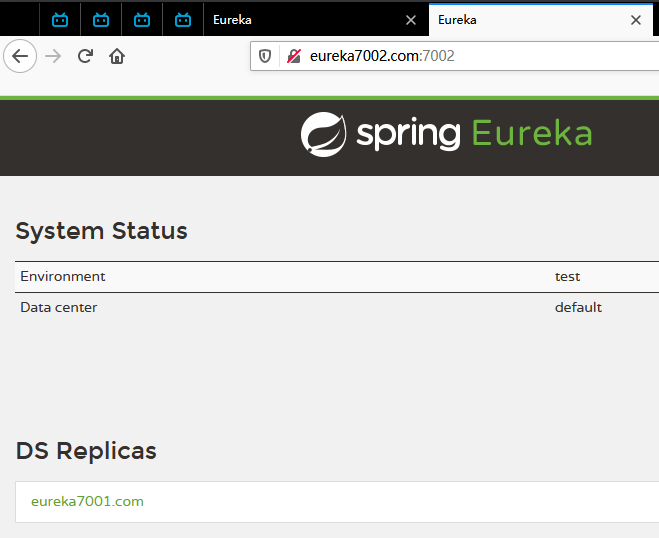 Eureka
Eureka
eureka7002.com:7002
spring Eureka
System Status
Environment test
Data center default
DS Replicas
eureka7001.com